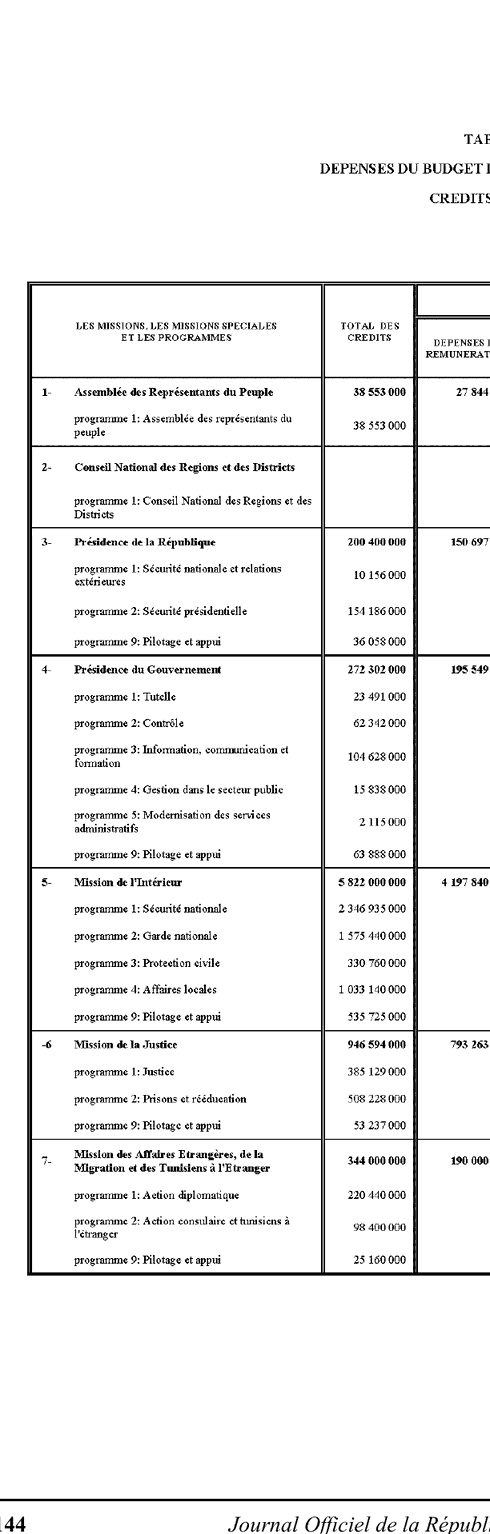 TAB
DEPENSES DU BUDGET
CREDITS
LES MISSIONS, LES MISSIONS SPECIALES
ET LES PROGRAMMES
TOTAL DES
CREDITS
DEPENSES
REMUNERAT
1- Assemblée des Représentants du Peuple 38 553 000 27 844
programme 1: Assemblée des représentants du
peuple 38 553 000
2- Conseil National des Regions et des Districts
programme 1: Conseil National des Regions et des
Districts
3- Présidence de la République 200 400 000 150 697
programme 1: Sécurité nationale et relations
extérieures 10 156 000
programme 2: Sécurité présidentielle 154 186 000
programme 9: Pilotage et appui 36 058 000
4- Présidence du Gouvernement 272 302 000 195 549
programme 1: Tutelle 23 491 000
programme 2: Contrôle 62 342 000
programme 3: Information, communication et
formation 104 628 000
programme 4: Gestion dans le secteur public 15 838 000
programme 5: Modernisation des services
administratifs 2 115 000
programme 9: Pilotage et appui 63 888 000
5- Mission de l'Intérieur 5 822 000 000 4 197 840
programme 1: Sécurité nationale 2 346 935 000
programme 2: Garde nationale 1 575 440 000
programme 3: Protection civile 330 760 000
programme 4: Affaires locales 1 033 140 000
programme 9: Pilotage et appui 535 725 000
-6 Mission de la Justice 946 594 000 793 263
programme 1: Justice 385 129 000
programme 2: Prisons et rééducation 508 228 000
programme 9: Pilotage et appui 53 237 000
7- Mission des Affaires Etrangères, de la
Migration et des Tunisiens à l'Etranger 344 000 000 190 000
programme 1: Action diplomatique 220 440 000
programme 2: Action consulaire et tunisiens à
l'étranger 98 400 000
programme 9: Pilotage et appui 25 160 000
144 Journal Officiel de la Républi